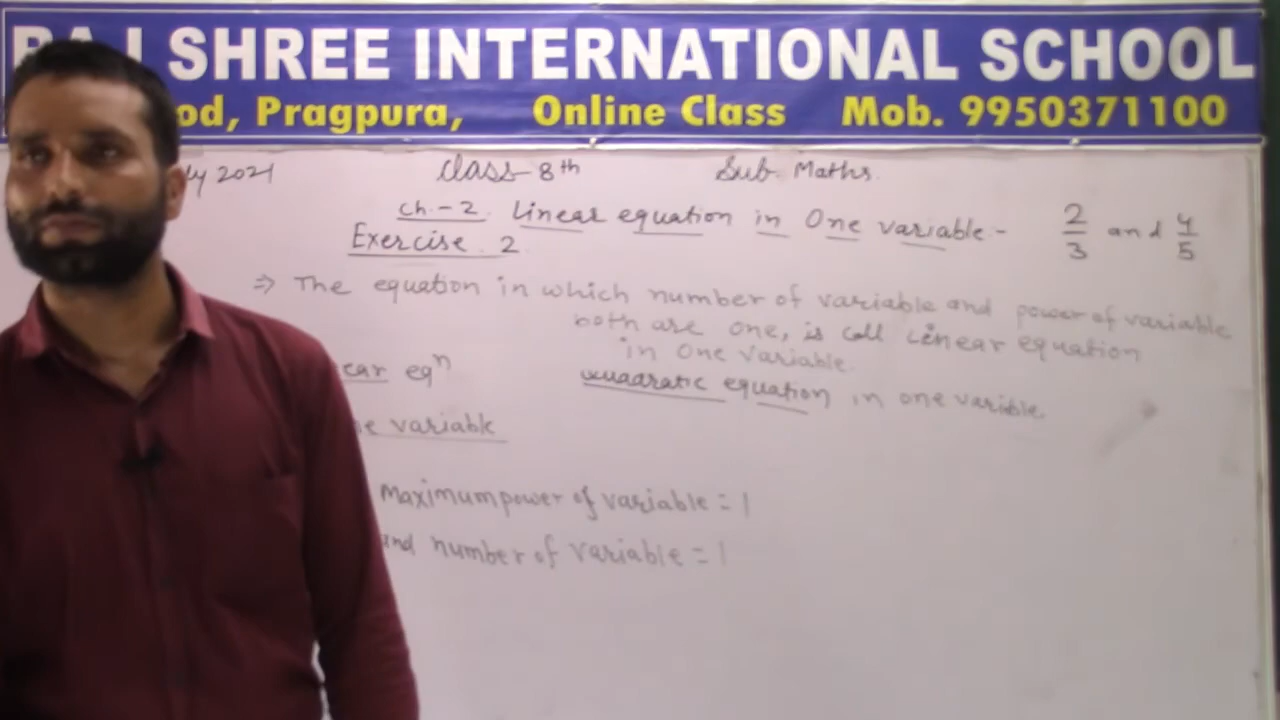 SHREE INTERNATIONAL SCHOOL
Pragpura, Online Class Mob. 9950371100
2021 Class 8th Sub. Maths.
Ch.-2. Linear equation in One variable - 2/3 and 4/5
Exercise. 2
⇒ The equation in which number of variable and power of variable
both are one, is call Linear equation
in One variable.
eqⁿ quadratic equation in one varible.
variable
Maximum power of variable = 1
and number of variable = 1